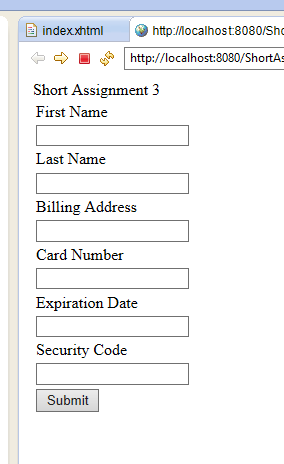 index.xhtml
http://localhost:8080/Sho
http://localhost:8080/ShortAs
Short Assignment 3
First Name
Last Name
Billing Address
Card Number
Expiration Date
Security Code
Submit